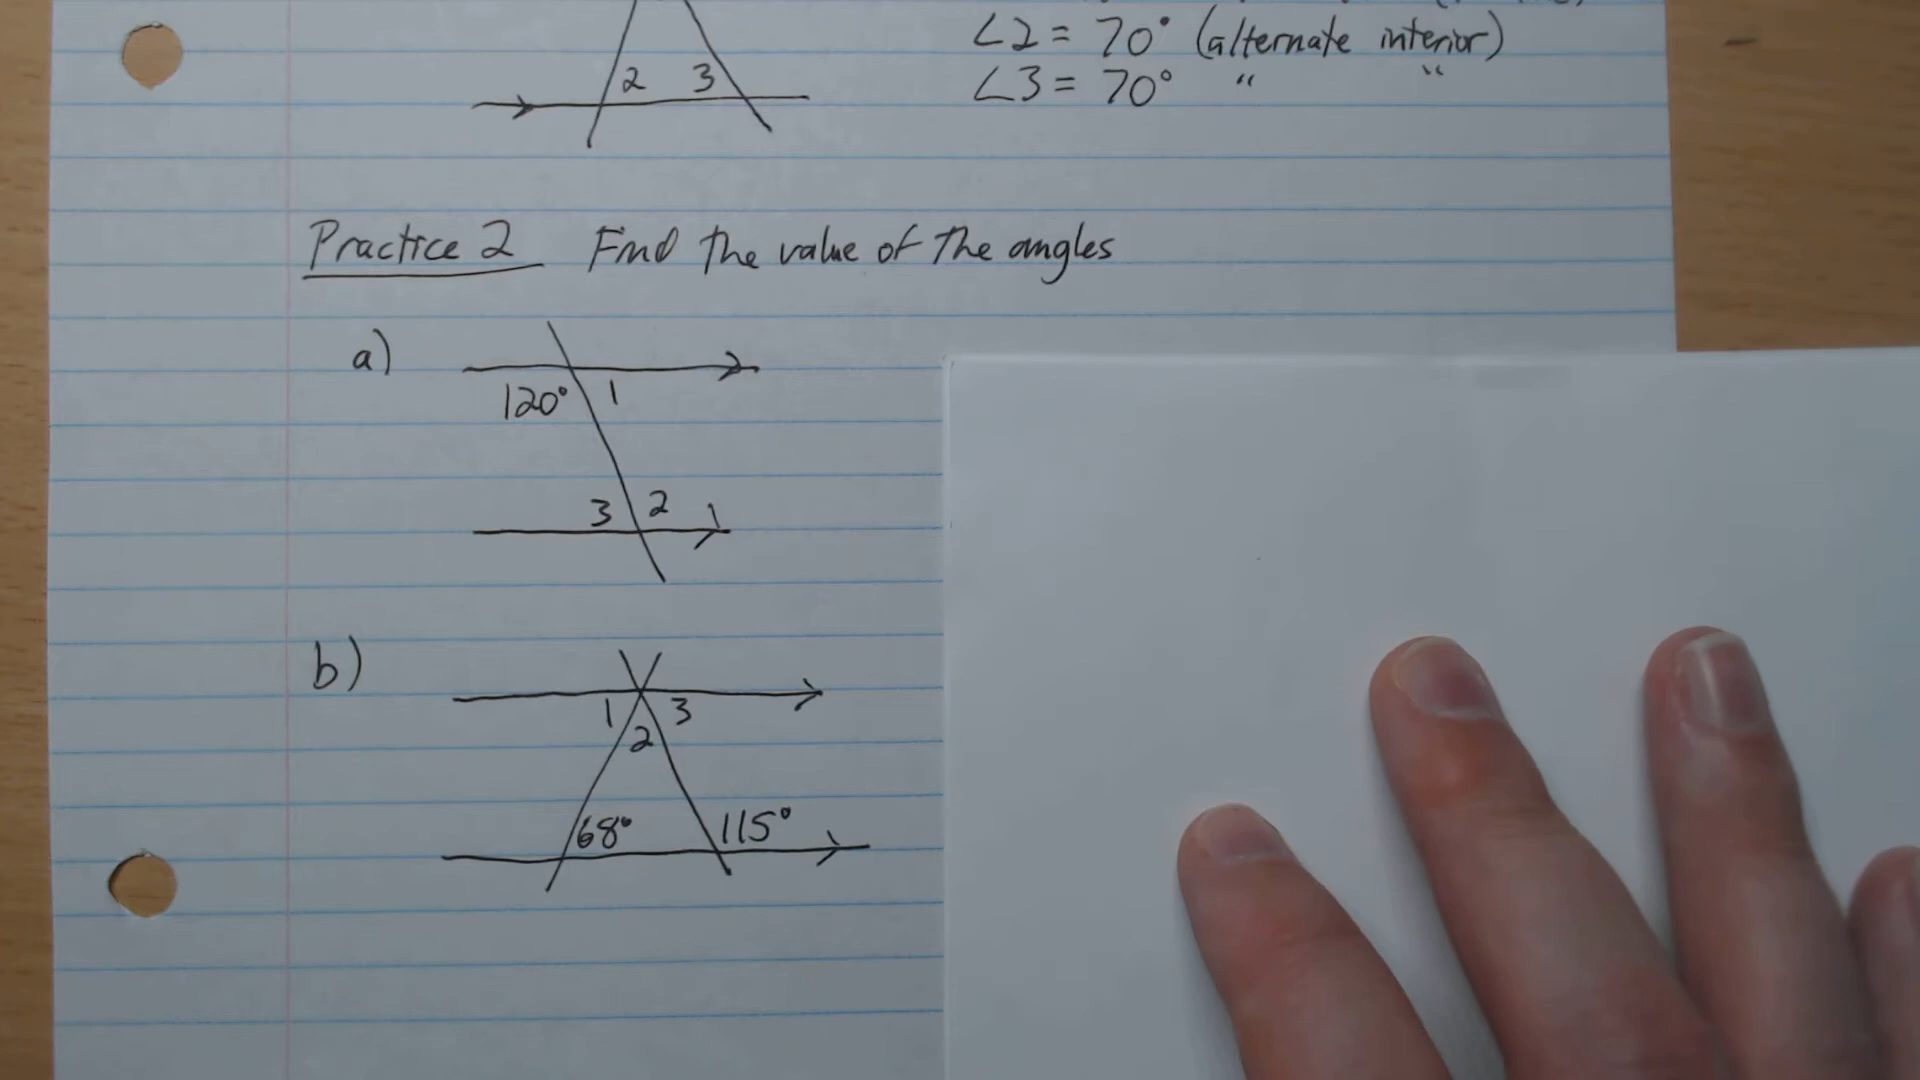 ∠2 = 70° (alternate interior)
2 3
∠3 = 70° " "
Practice 2 Find the value of the angles
a)
120° 1
3 2
b)
1 3
2
68° 115°